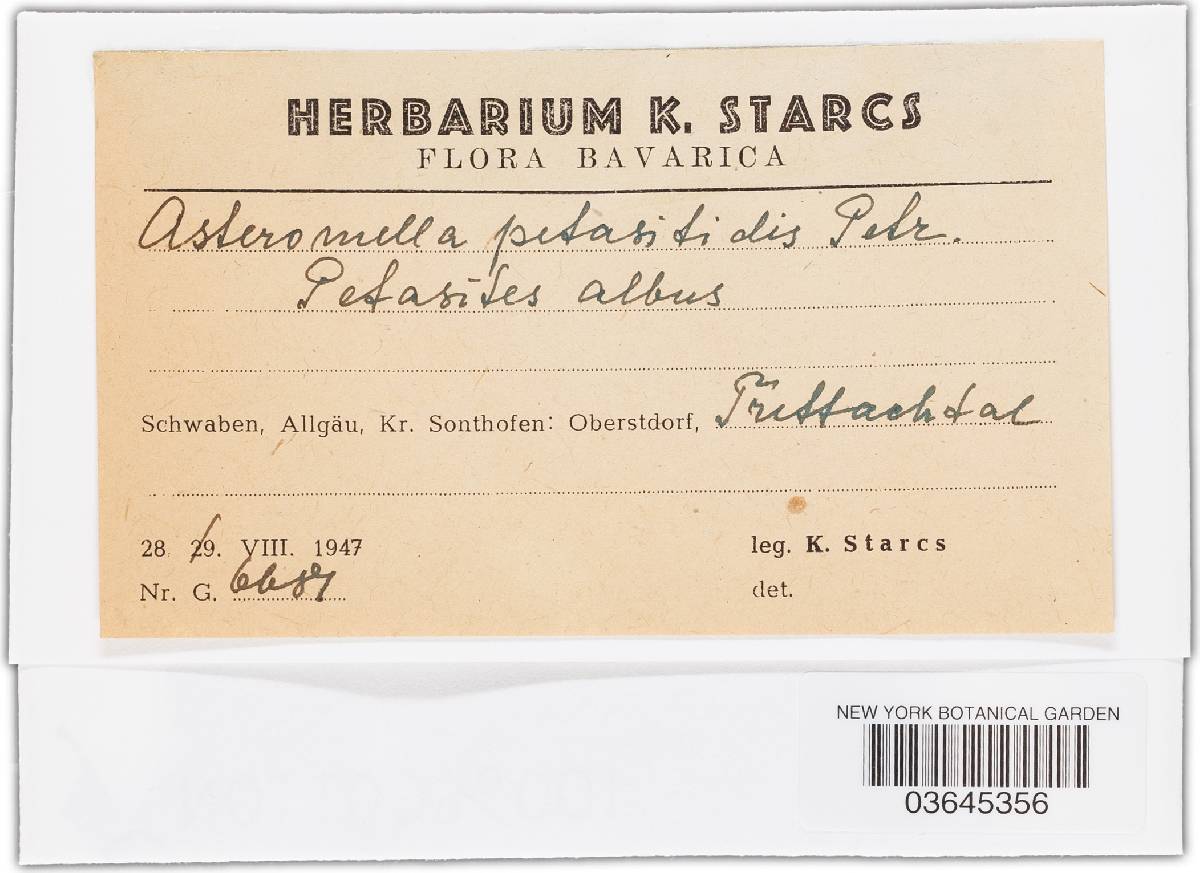 HERBARIUM K. STARCS
FLORA BAVARICA
Asteromella petasitidis Petr.
Petasites albus
Schwaben, Allgäu, Kr. Sonthofen: Oberstdorf, Trettachtal
28. 29. VIII. 1947 leg. K. Starcs
Nr. G. det.
NEW YORK BOTANICAL GARDEN
03645356